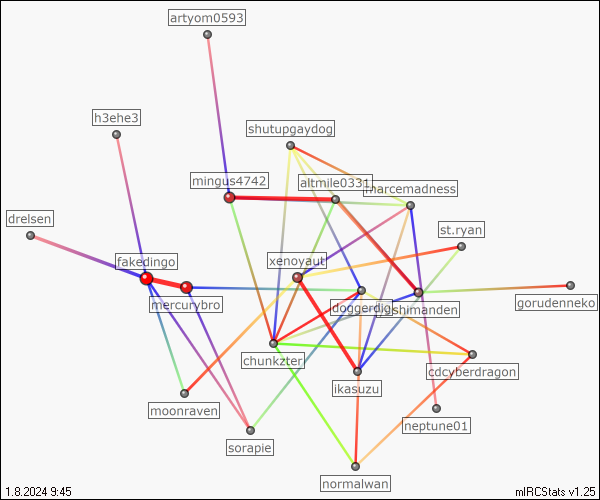 artyom0593
h3ehe3
shutupgaydog
mingus4742
altmile0331
marcemadness
drelsen
st.ryan
fakedingo
xenoyaut
mercurybro
doggerdigs
gorudenneko
chunkzter
cdcyberdragon
ikasuzu
moonraven
neptune01
sorapie
normalwan
1.8.2024 9:45
mIRCStats v1.25